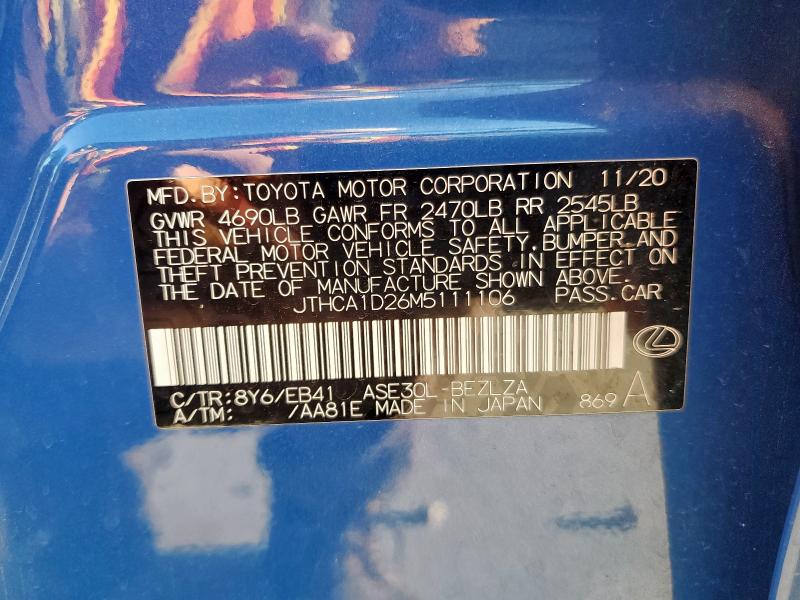 MFD.BY:TOYOTA MOTOR CORPORATION 11/20
GVWR 4690LB GAWR FR 2470LB RR 2545LB
THIS VEHICLE CONFORMS TO ALL APPLICABLE
FEDERAL MOTOR VEHICLE SAFETY,BUMPER AND
THEFT PREVENTION STANDARDS IN EFFECT ON
THE DATE OF MANUFACTURE SHOWN ABOVE.
JTHCA1D26M5111106 PASS.CAR
C/TR:8Y6/EB41 ASE30L-BEZLZA
A/TM: /AA81E MADE IN JAPAN 869 A